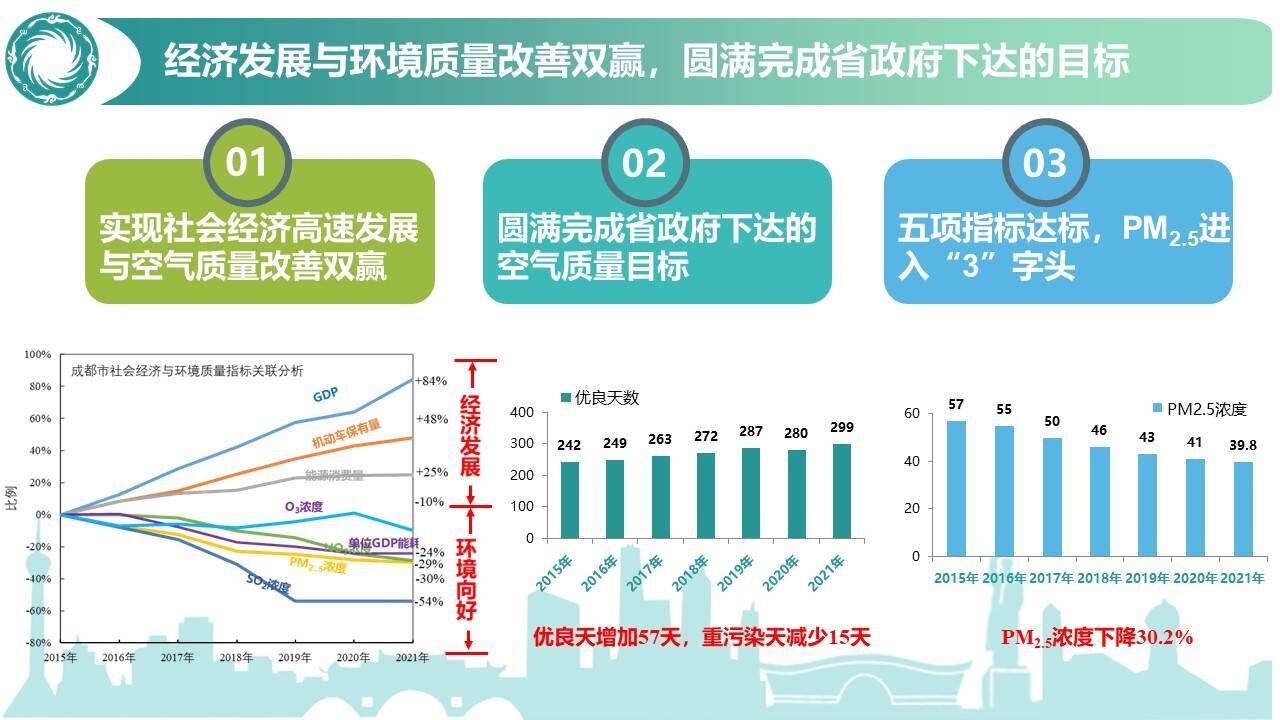 经济发展与环境质量改善双赢，圆满完成省政府下达的目标
01
实现社会经济高速发展
与空气质量改善双赢
02
圆满完成省政府下达的
空气质量目标
03
五项指标达标，PM2.5进
入“3”字头
成都市社会经济与环境质量指标关联分析
比例
100%
80%
60%
40%
20%
0%
-20%
-40%
-60%
-80%
GDP
机动车保有量
能源消费量
O3浓度
单位GDP能耗
NO2浓度
PM2.5浓度
SO2浓度
+84%
+48%
+25%
-10%
-24%
-29%
-30%
-54%
2015年 2016年 2017年 2018年 2019年 2020年 2021年
经济发展
环境向好
优良天数
400
300
200
100
0
242 249 263 272 287 280 299
2015年 2016年 2017年 2018年 2019年 2020年 2021年
优良天增加57天，重污染天减少15天
PM2.5浓度
60
40
20
0
57 55 50 46 43 41 39.8
2015年 2016年 2017年 2018年 2019年 2020年 2021年
PM2.5浓度下降30.2%